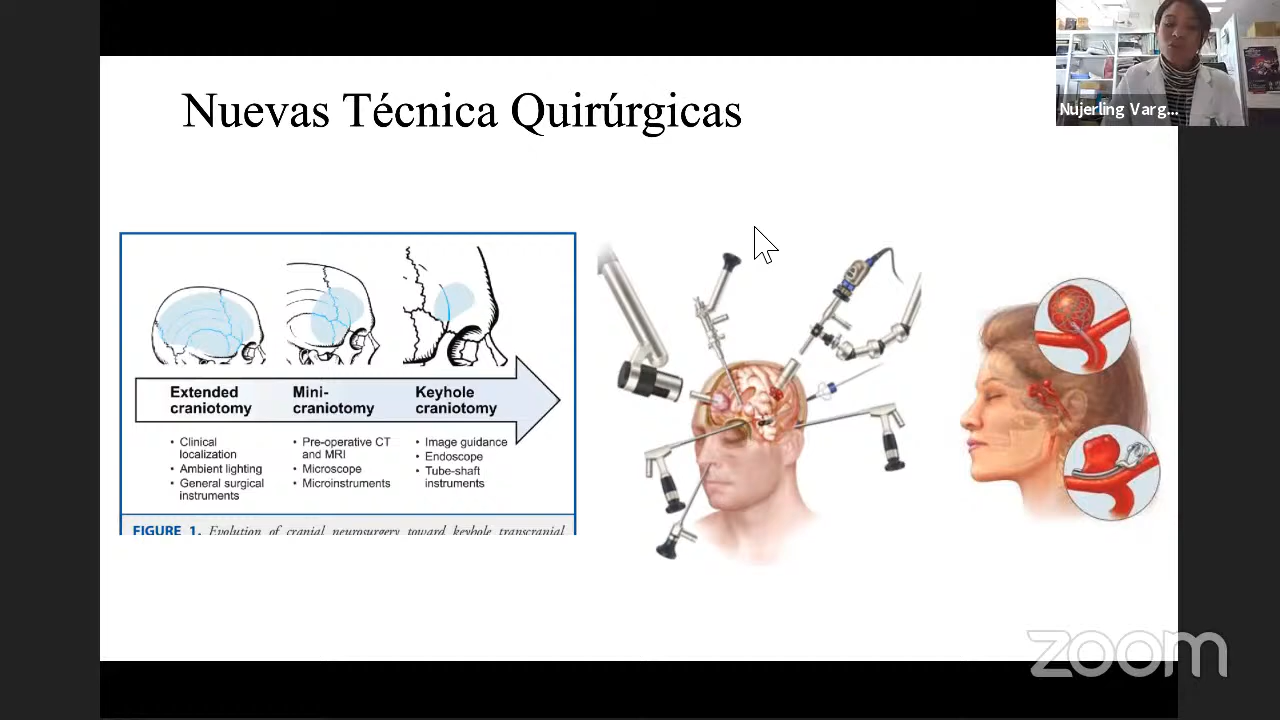 Nuevas Técnica Quirúrgicas
Nujerling Varg...
Extended
craniotomy
• Clinical
localization
• Ambient lighting
• General surgical
instruments
Mini-
craniotomy
• Pre-operative CT
and MRI
• Microscope
• Microinstruments
Keyhole
craniotomy
• Image guidance
• Endoscope
• Tube-shaft
instruments
FIGURE 1. Evolution of cranial neurosurgery toward keyhole transcranial
zoom